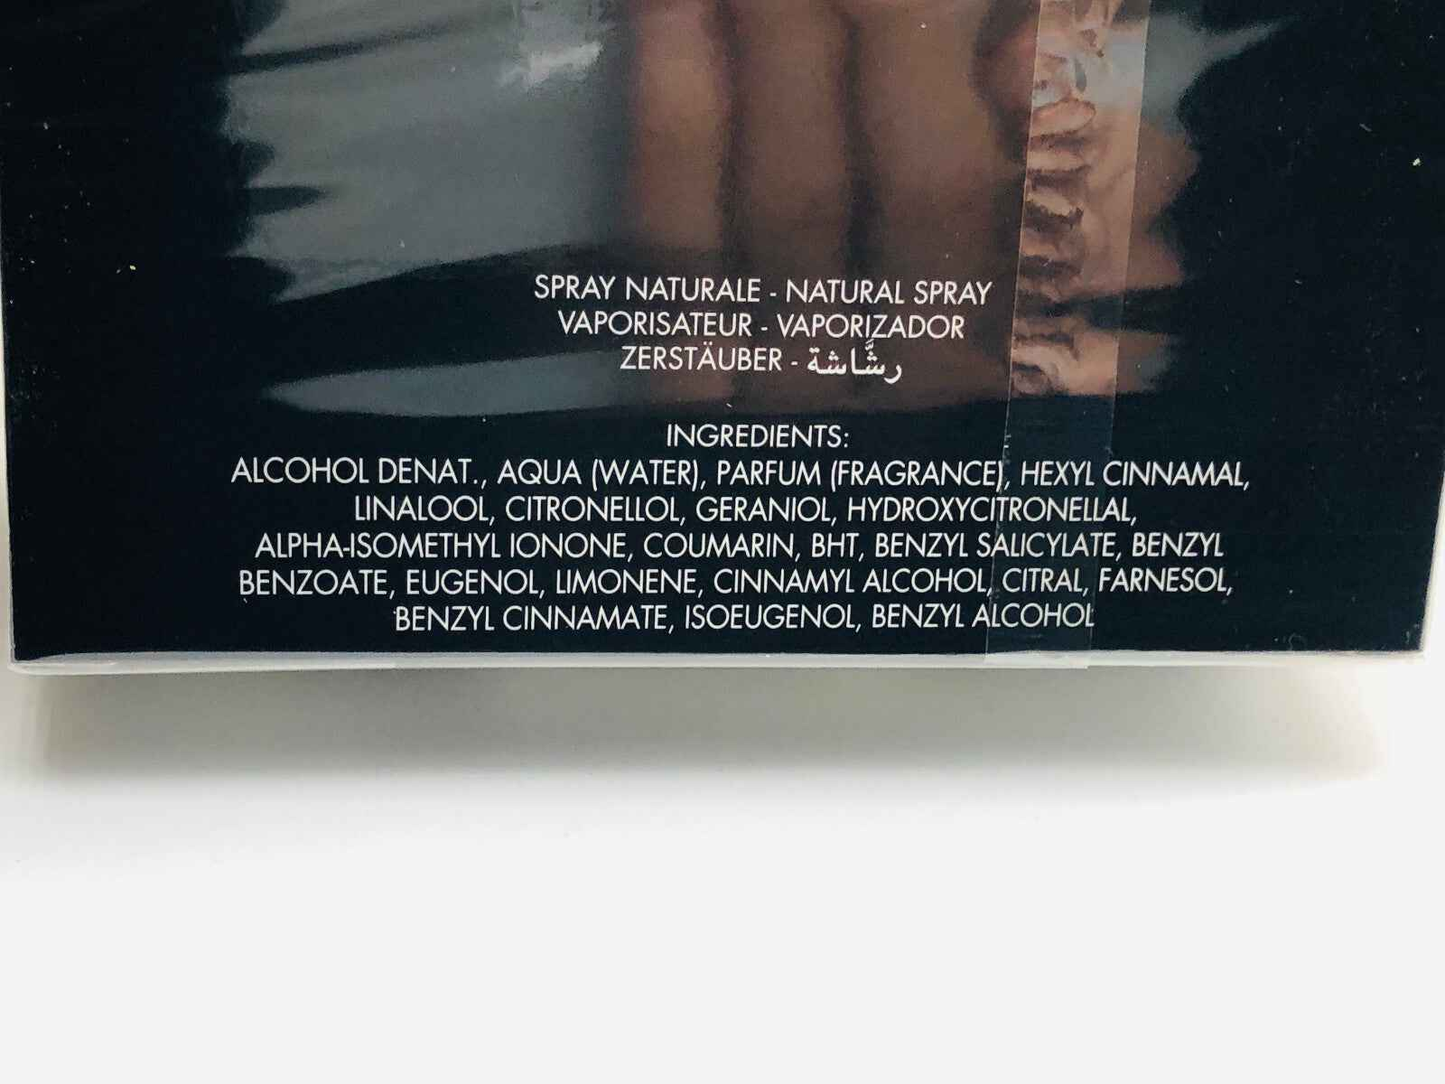 SPRAY NATURALE - NATURAL SPRAY
VAPORISATEUR - VAPORIZADOR
ZERSTÄUBER - رشَّاشة
INGREDIENTS:
ALCOHOL DENAT., AQUA (WATER), PARFUM (FRAGRANCE), HEXYL CINNAMAL,
LINALOOL, CITRONELLOL, GERANIOL, HYDROXYCITRONELLAL,
ALPHA-ISOMETHYL IONONE, COUMARIN, BHT, BENZYL SALICYLATE, BENZYL
BENZOATE, EUGENOL, LIMONENE, CINNAMYL ALCOHOL, CITRAL, FARNESOL,
BENZYL CINNAMATE, ISOEUGENOL, BENZYL ALCOHOL